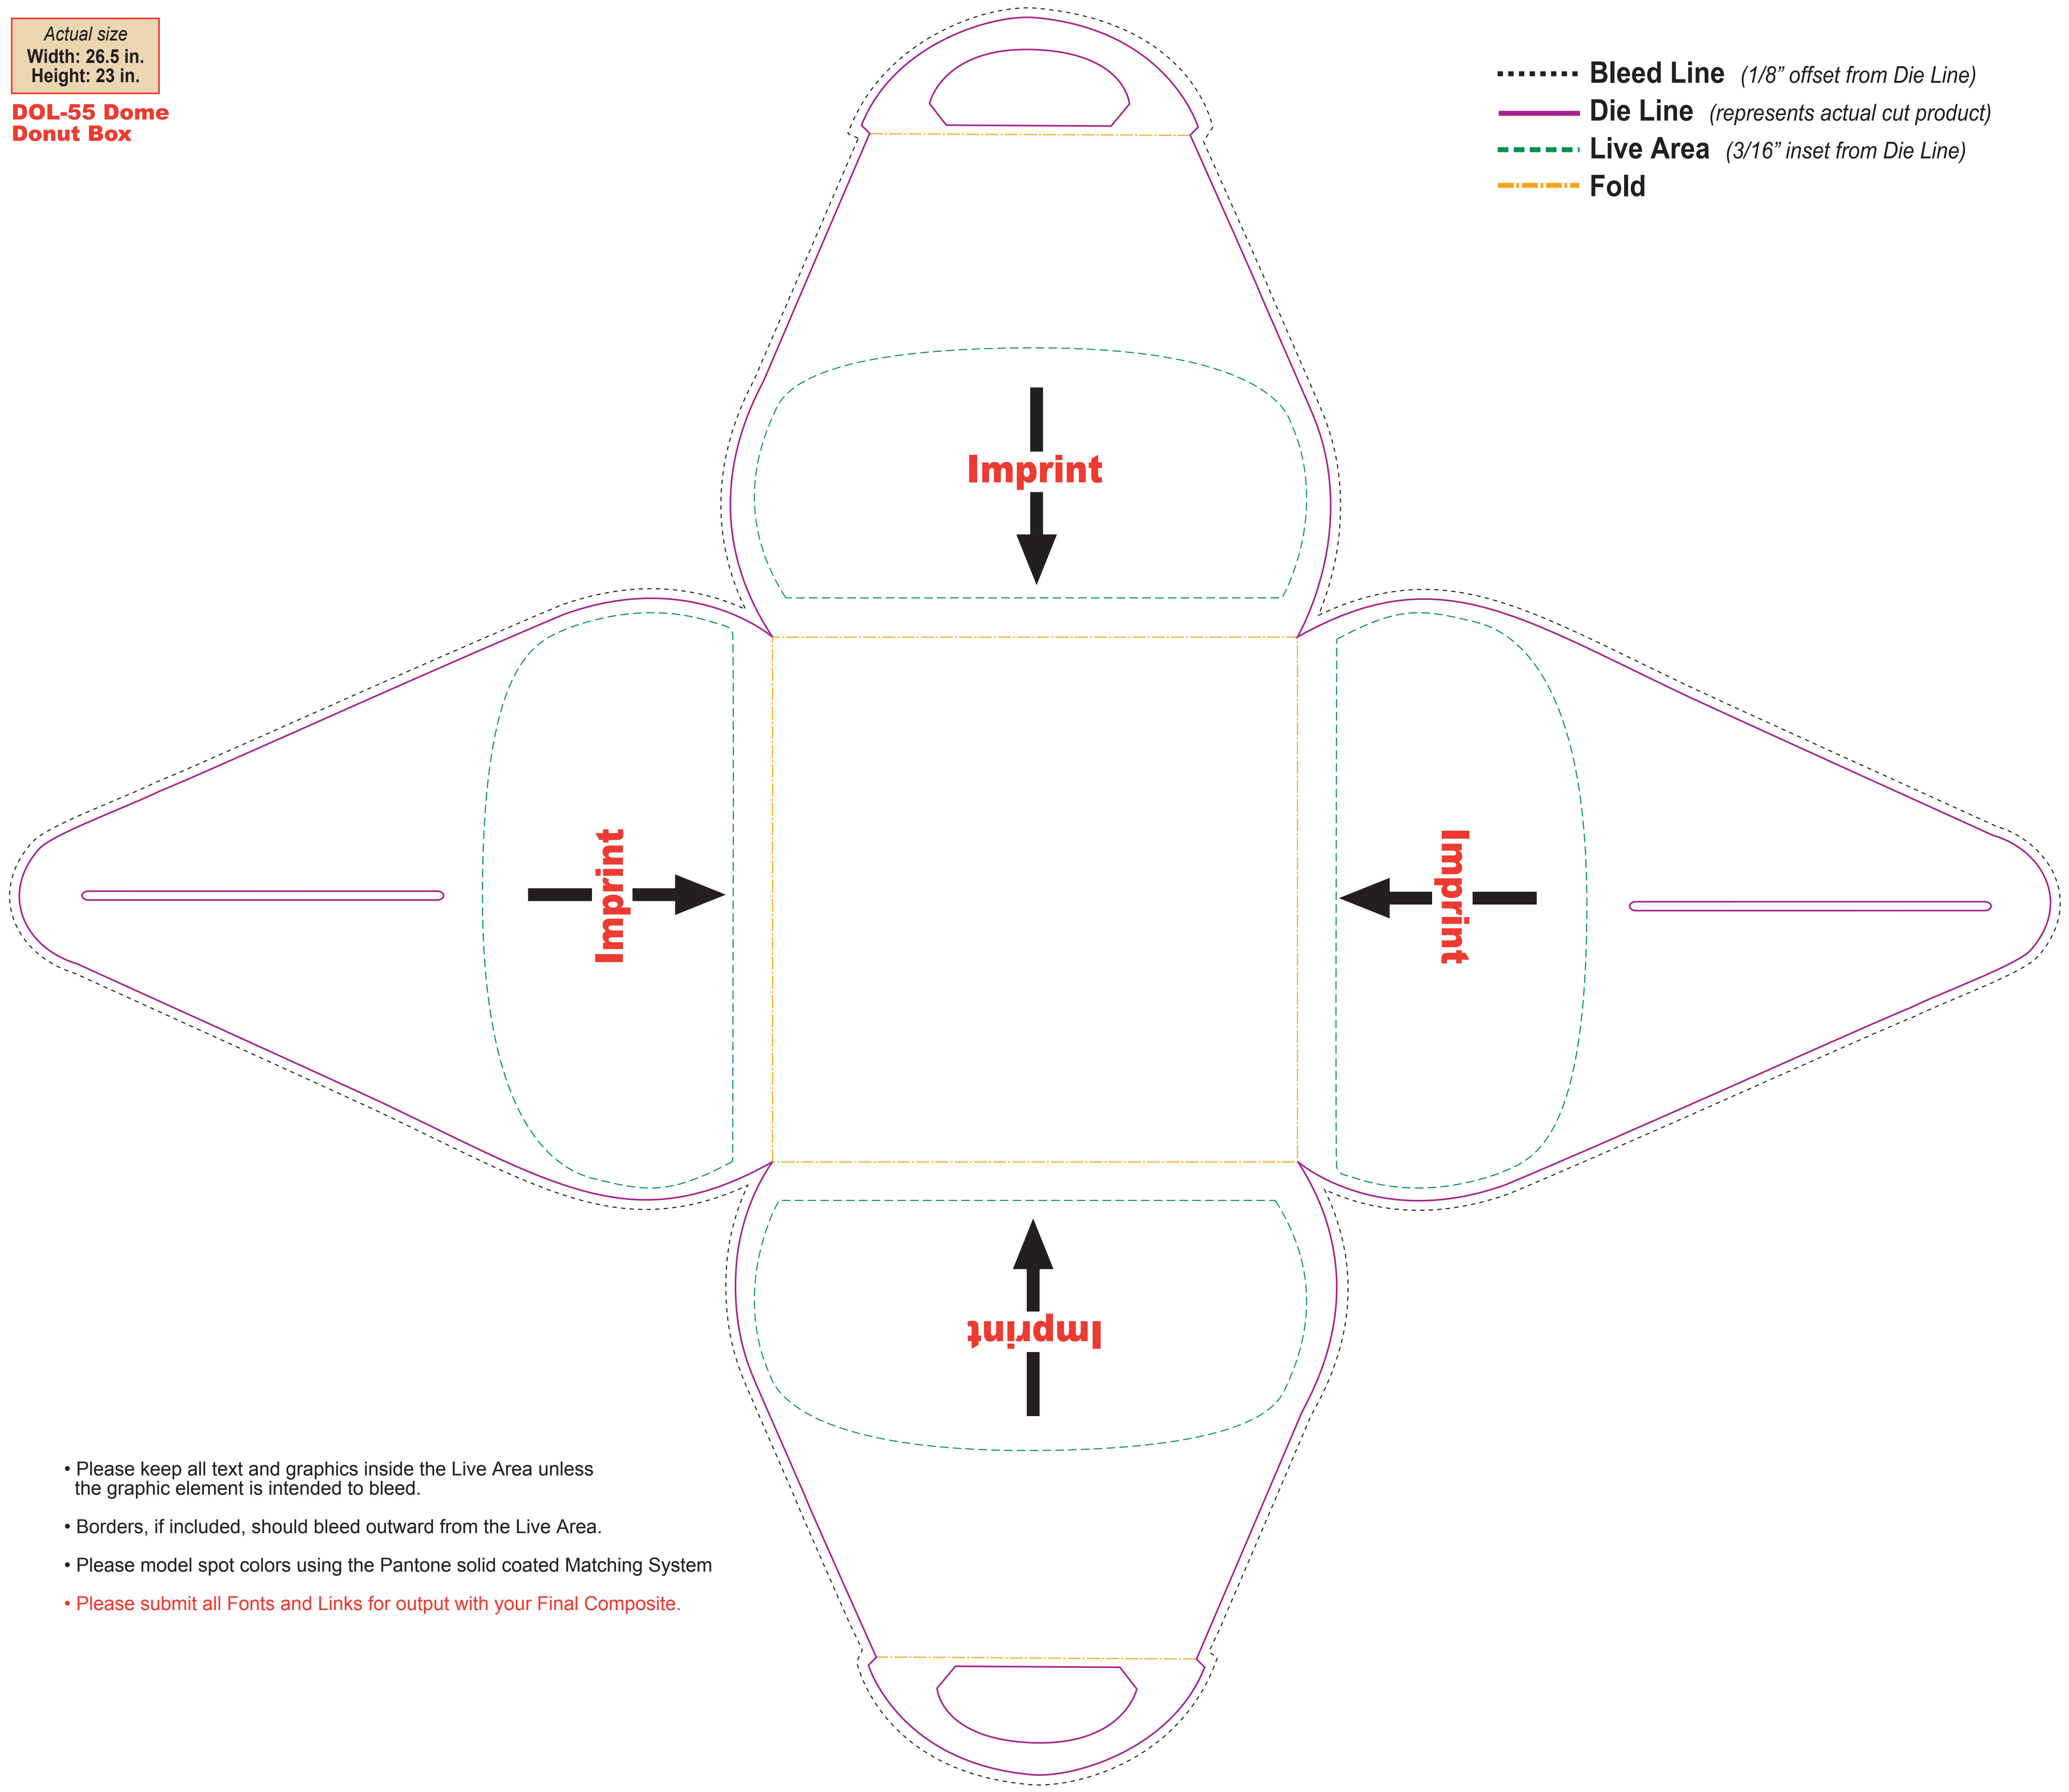 Actual size
Width: 26.5 in.
Height: 23 in.
DOL-55 Dome
Donut Box
Bleed Line (1/8” offset from Die Line)
Die Line (represents actual cut product)
Live Area (3/16” inset from Die Line)
Fold
Imprint
Imprint
Imprint
Imprint
• Please keep all text and graphics inside the Live Area unless
the graphic element is intended to bleed.
• Borders, if included, should bleed outward from the Live Area.
• Please model spot colors using the Pantone solid coated Matching System
• Please submit all Fonts and Links for output with your Final Composite.